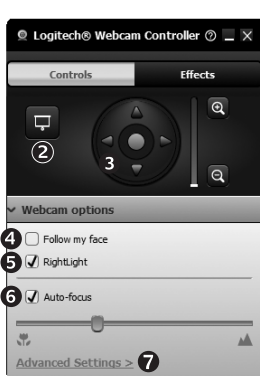 Logitech® Webcam Controller
Controls Effects
2
3
Webcam options
4 Follow my face
5 RightLight
6 Auto-focus
Advanced Settings > 7